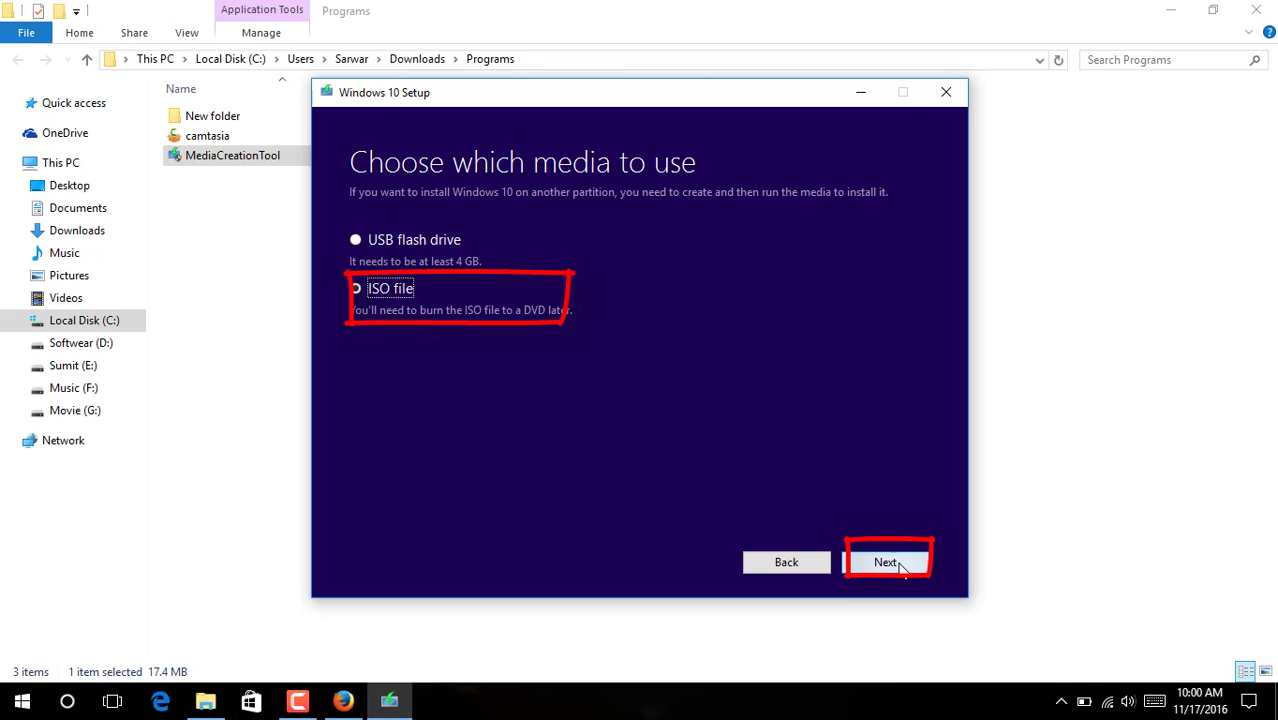 Application Tools
Programs
File
Home
Share
View
Manage
This PC
Local Disk (C:)
Users
Sarwar
Downloads
Programs
Search Programs
Name
Quick access
OneDrive
This PC
Desktop
Documents
Downloads
Music
Pictures
Videos
Local Disk (C:)
Softwear (D:)
Sumit (E:)
Music (F:)
Movie (G:)
Network
New folder
camtasia
MediaCreationTool
Windows 10 Setup
Choose which media to use
If you want to install Windows 10 on another partition, you need to create and then run the media to install it.
USB flash drive
It needs to be at least 4 GB.
ISO file
You'll need to burn the ISO file to a DVD later.
Back
Next
3 items
1 item selected 17.4 MB
10:00 AM
11/17/2016